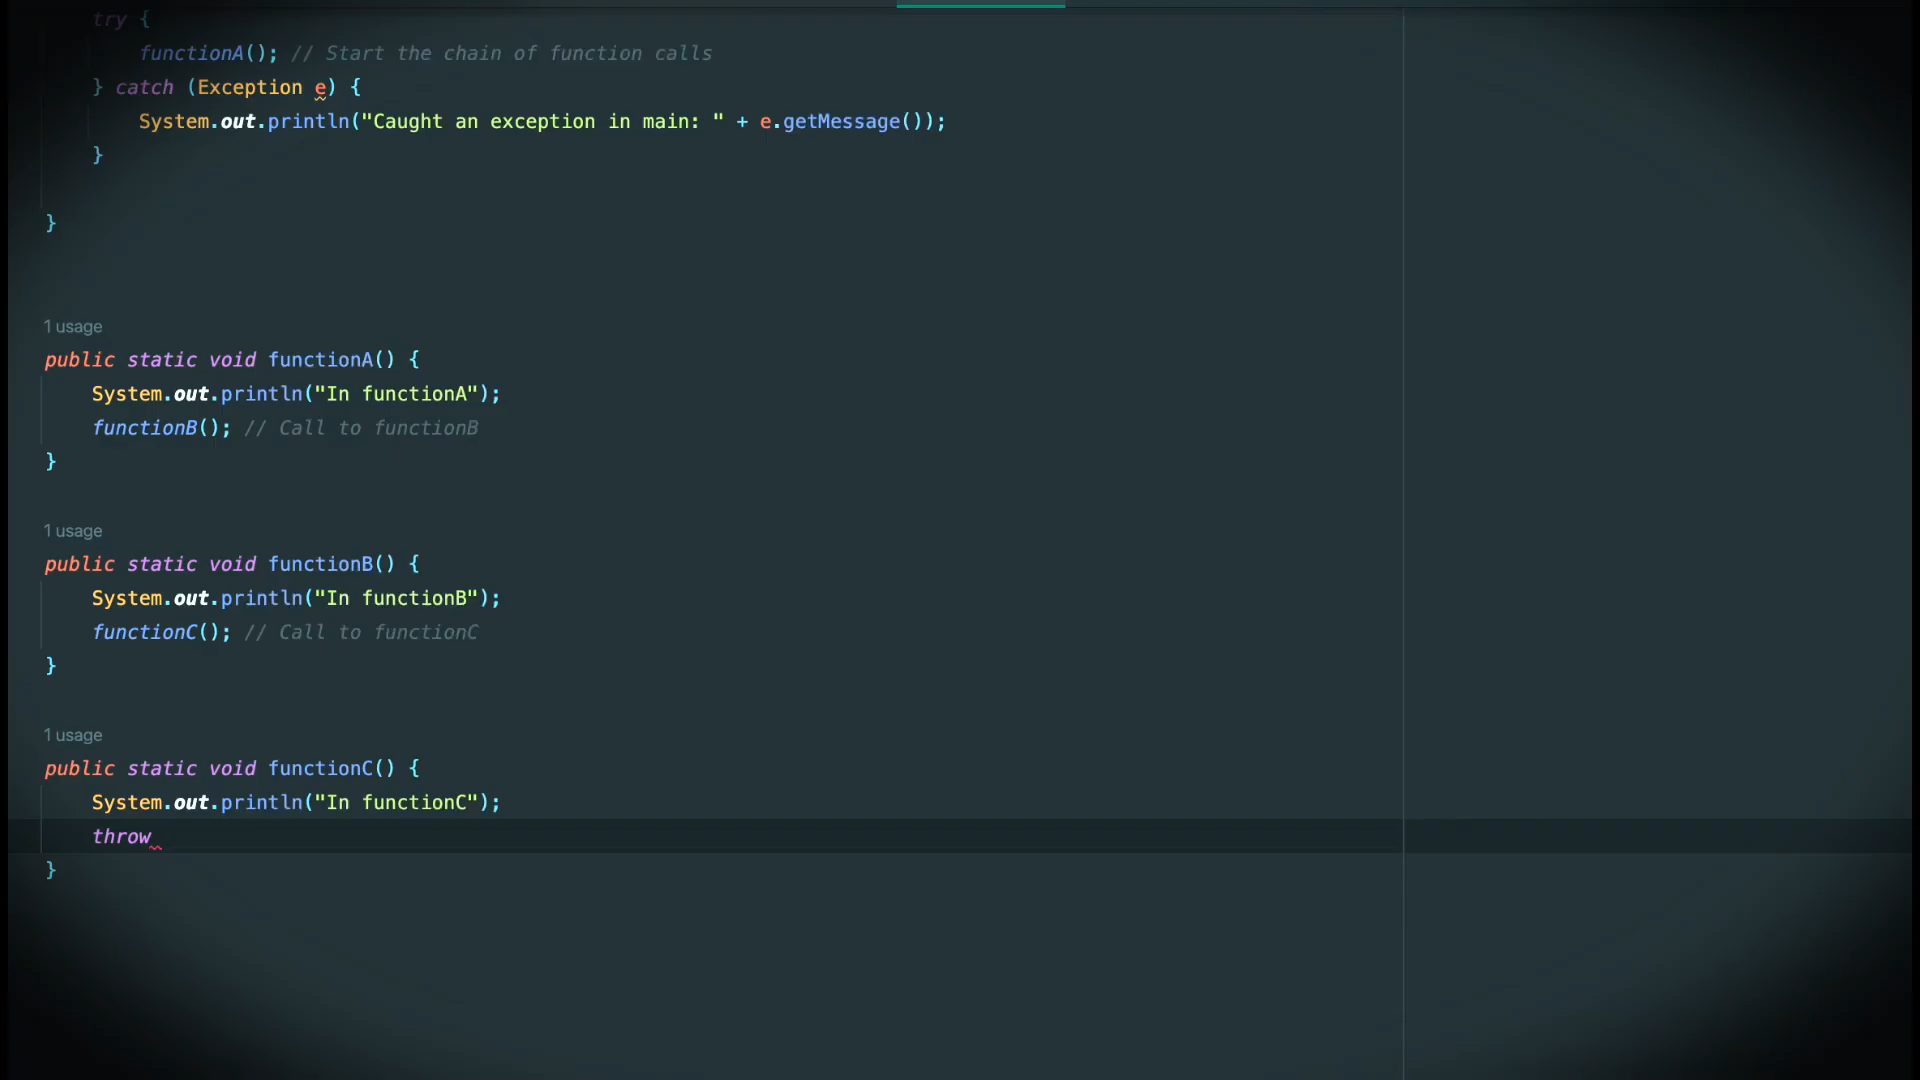 try {
functionA(); // Start the chain of function calls
} catch (Exception e) {
System.out.println("Caught an exception in main: " + e.getMessage());
}
}
1 usage
public static void functionA() {
System.out.println("In functionA");
functionB(); // Call to functionB
}
1 usage
public static void functionB() {
System.out.println("In functionB");
functionC(); // Call to functionC
}
1 usage
public static void functionC() {
System.out.println("In functionC");
throw
}